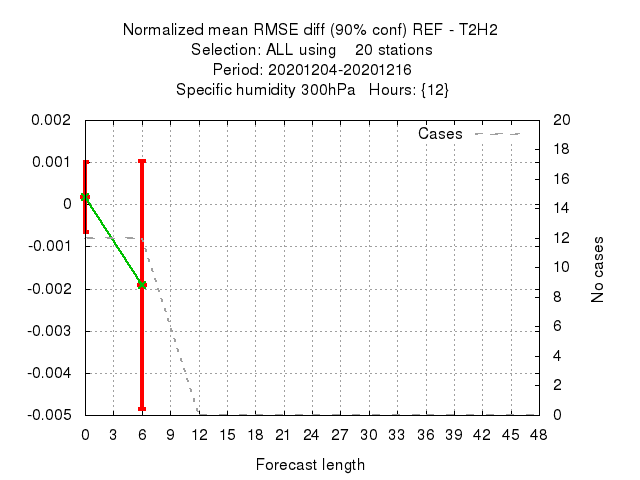 Normalized mean RMSE diff (90% conf) REF - T2H2
Selection: ALL using 20 stations
Period: 20201204-20201216
Specific humidity 300hPa Hours: {12}
0.002
0.001
0
-0.001
-0.002
-0.003
-0.004
-0.005
Cases
20
18
16
14
12
10
8
6
4
2
0
No cases
0 3 6 9 12 15 18 21 24 27 30 33 36 39 42 45 48
Forecast length